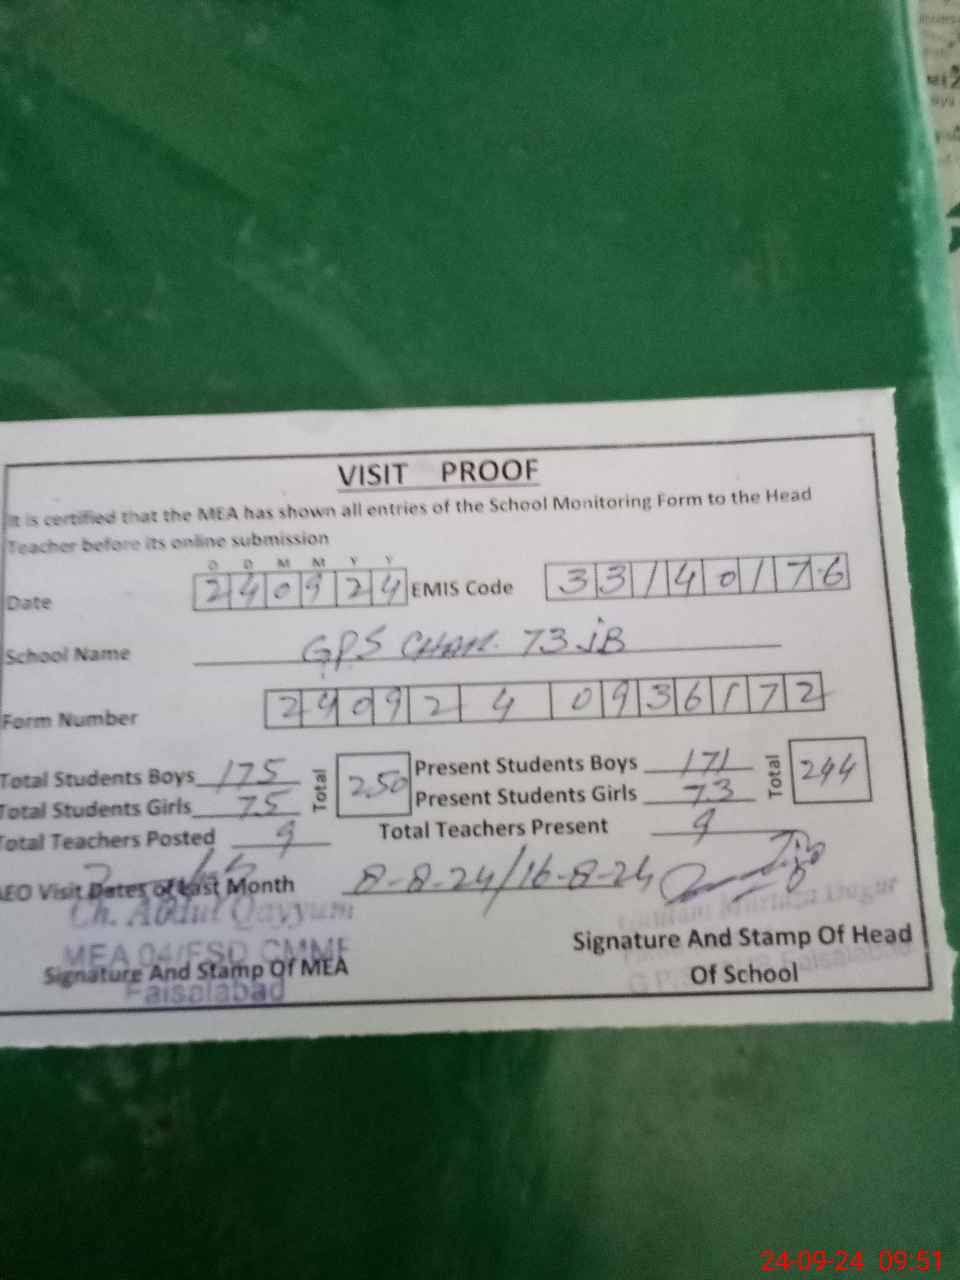 VISIT PROOF
It is certified that the MEA has shown all entries of the School Monitoring Form to the Head
Teacher before its online submission
D D M M Y Y
Date 240924 EMIS Code 33140176
School Name GPS CHAK. 73 JB
Form Number 2409240936172
Total Students Boys 175 Total 250 Present Students Boys 171 Total 244
Total Students Girls 75 Present Students Girls 73
Total Teachers Posted 9 Total Teachers Present 9
AEO Visit Dates of Last Month 8-8-24/16-8-24
Ch. Abdul Qayyum
MEA 04/FSD CMMF
Faisalabad
Signature And Stamp Of MEA
Signature And Stamp Of Head
Of School
24-09-24 09:51